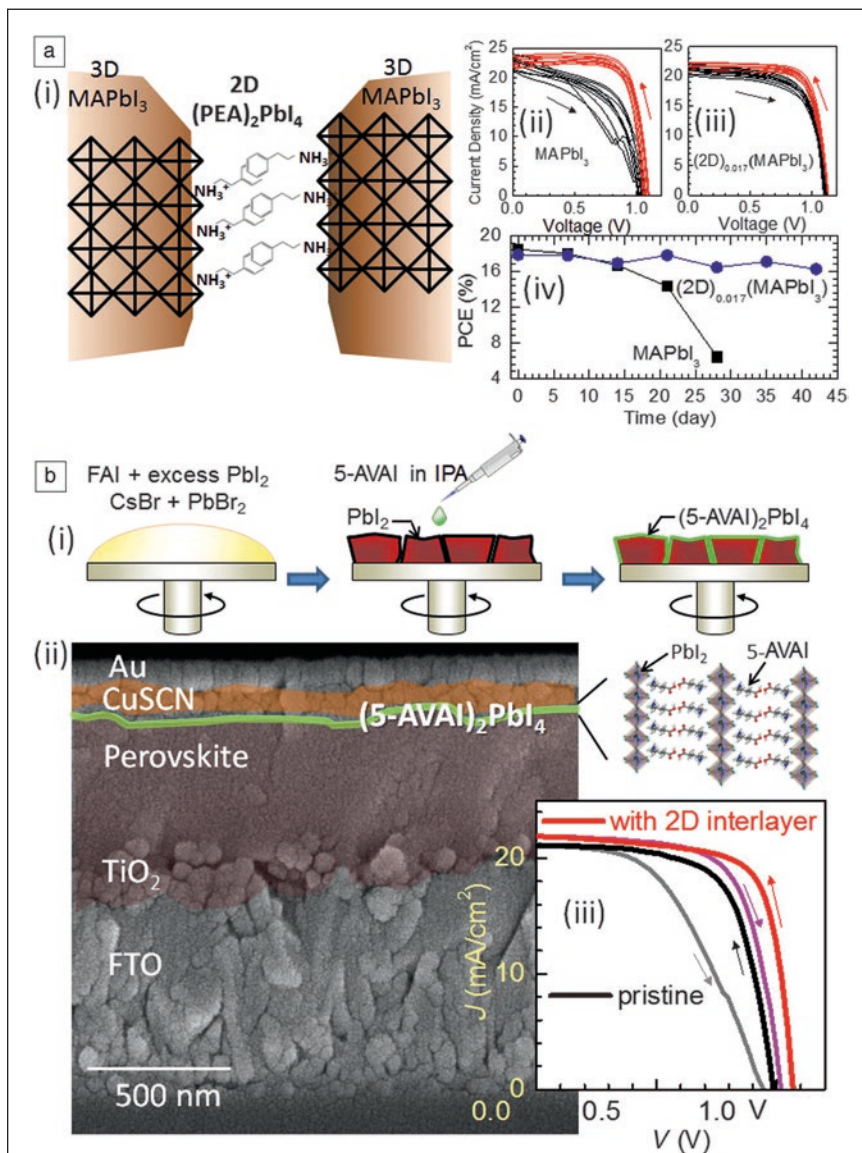 a
(i)
3D
MAPbI3
2D
(PEA)2PbI4
3D
MAPbI3
NH3+
NH3+
NH3+
NH3
NH3
NH3
Current Density (mA/cm2)
25
20
15
10
5
0
(ii)
MAPbI3
0.0 0.5 1.0
Voltage (V)
25
20
15
10
5
0
(iii)
(2D)0.017(MAPbI3)
0.0 0.5 1.0
Voltage (V)
PCE (%)
20
16
12
8
4
(iv)
(2D)0.017(MAPbI3)
MAPbI3
0 5 10 15 20 25 30 35 40 45
Time (day)
b
(i)
FAI + excess PbI2
CsBr + PbBr2
5-AVAI in IPA
PbI2
(5-AVAI)2PbI4
(ii)
Au
CuSCN
(5-AVAI)2PbI4
Perovskite
TiO2
FTO
500 nm
PbI2
5-AVAI
with 2D interlayer
(iii)
pristine
J (mA/cm2)
20
10
0
0.0 0.5 1.0 V
V (V)